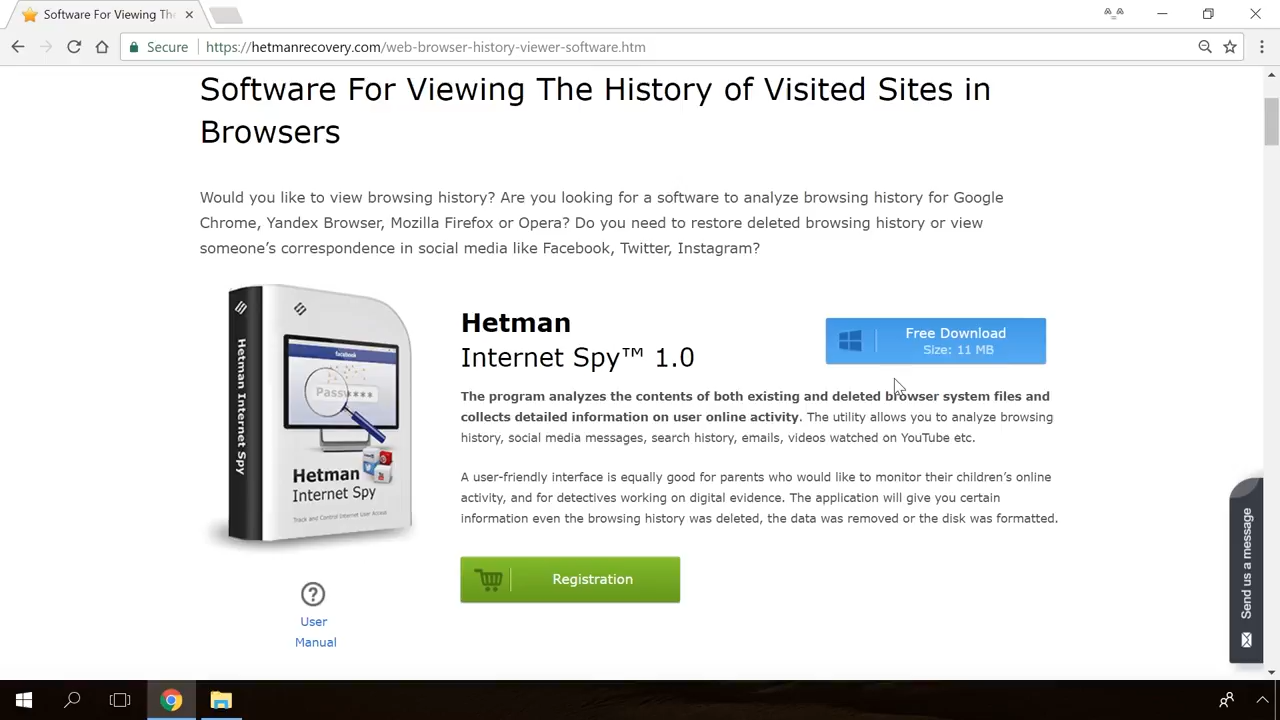 Software For Viewing Th
Secure
https://hetmanrecovery.com/web-browser-history-viewer-software.htm
Software For Viewing The History of Visited Sites in
Browsers
Would you like to view browsing history? Are you looking for a software to analyze browsing history for Google
Chrome, Yandex Browser, Mozilla Firefox or Opera? Do you need to restore deleted browsing history or view
someone's correspondence in social media like Facebook, Twitter, Instagram?
Hetman Internet Spy
facebook
Passw****
Hetman
Internet Spy
Track and Control Internet User Access
User
Manual
Hetman
Internet Spy™ 1.0
Free Download
Size: 11 MB
The program analyzes the contents of both existing and deleted browser system files and
collects detailed information on user online activity. The utility allows you to analyze browsing
history, social media messages, search history, emails, videos watched on YouTube etc.
A user-friendly interface is equally good for parents who would like to monitor their children's online
activity, and for detectives working on digital evidence. The application will give you certain
information even the browsing history was deleted, the data was removed or the disk was formatted.
Registration
Send us a message